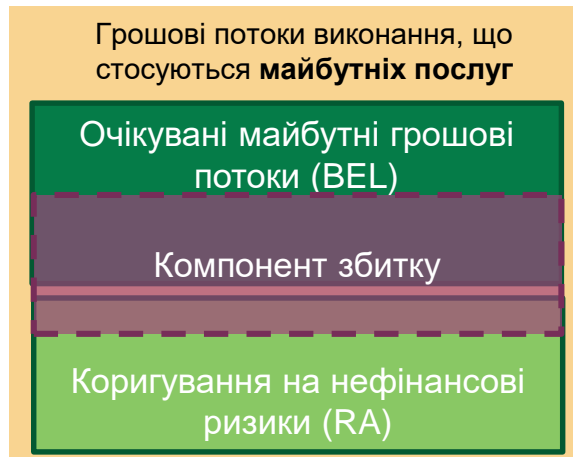 Грошові потоки виконання, що
стосуються майбутніх послуг
Очікувані майбутні грошові
потоки (BEL)
Компонент збитку
Коригування на нефінансові
ризики (RA)